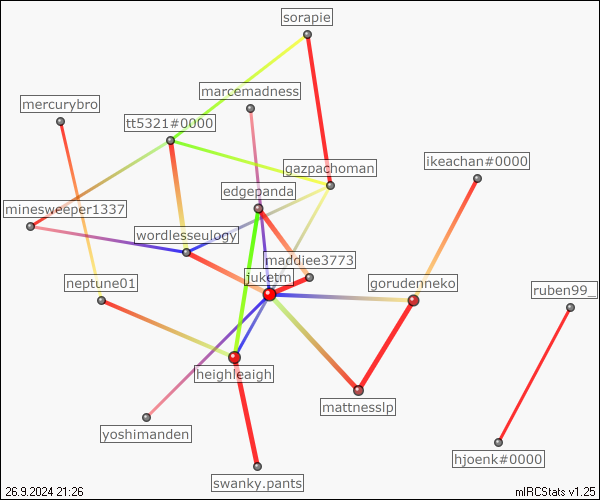 sorapie
marcemadness
mercurybro
tt5321#0000
ikeachan#0000
gazpachoman
edgepanda
minesweeper1337
wordlesseulogy
maddiee3773
juketm
neptune01
gorudenneko
ruben99_
heighleaigh
mattnesslp
yoshimanden
hjoenk#0000
swanky.pants
26.9.2024 21:26
mIRCStats v1.25